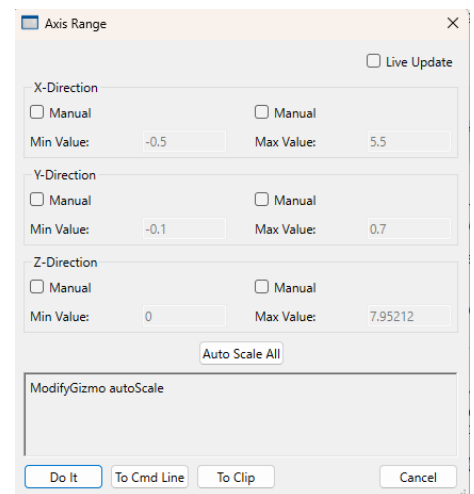 Axis Range
Live Update
X-Direction
Manual Manual
Min Value: -0.5 Max Value: 5.5
Y-Direction
Manual Manual
Min Value: -0.1 Max Value: 0.7
Z-Direction
Manual Manual
Min Value: 0 Max Value: 7.95212
Auto Scale All
ModifyGizmo autoScale
Do It To Cmd Line To Clip Cancel